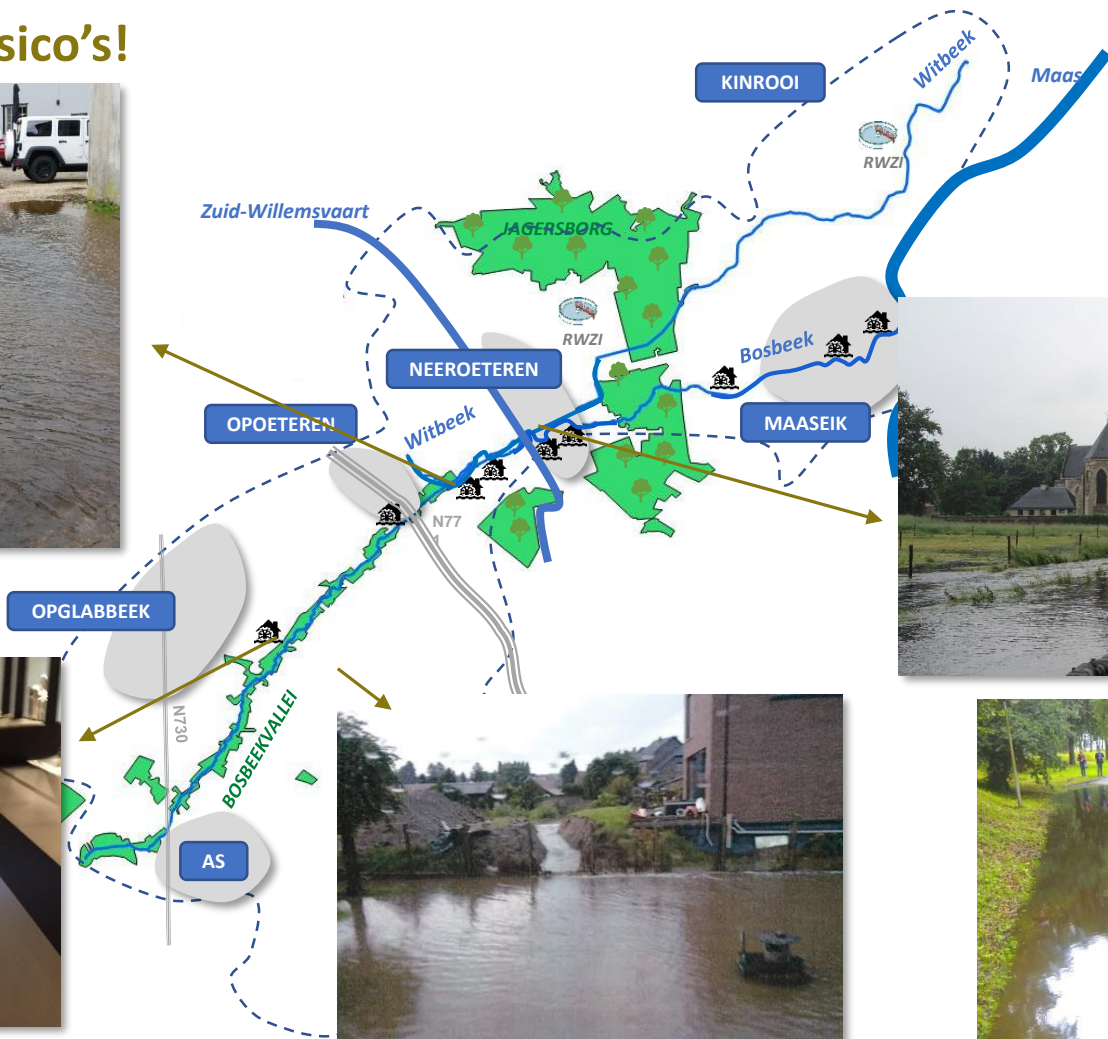 sico's!
KINROOI
Witbeek
Maas
RWZI
Zuid-Willemsvaart
JAGERSBORG
RWZI
NEEROETEREN
Bosbeek
OPOETEREN
Witbeek
MAASEIK
N77
1
OPGLABBEEK
N730
BOSBEEKVALLEI
AS